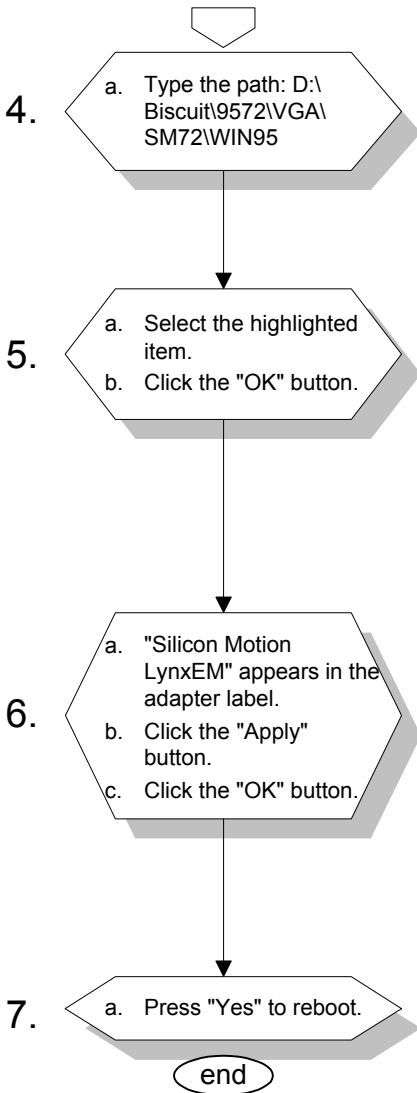 4.
a. Type the path: D:\
Biscuit\9572\VGA\
SM72\WIN95
5.
a. Select the highlighted
item.
b. Click the "OK" button.
6.
a. "Silicon Motion
LynxEM" appears in the
adapter label.
b. Click the "Apply"
button.
c. Click the "OK" button.
7.
a. Press "Yes" to reboot.
end